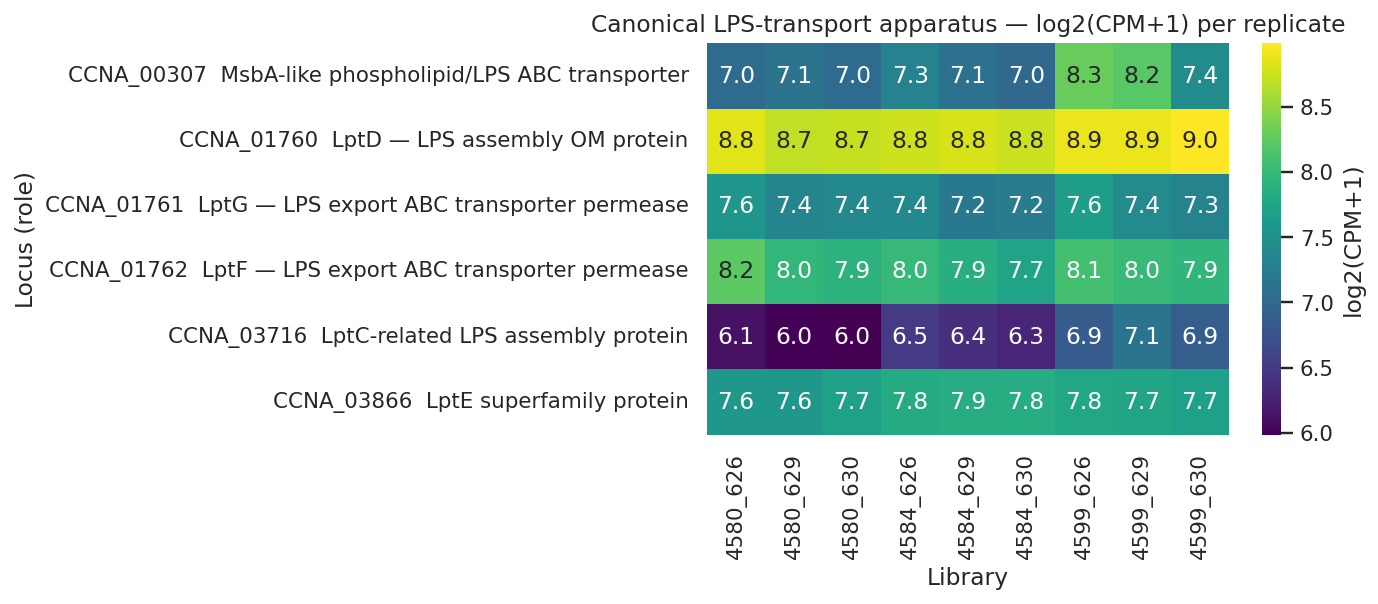 Canonical LPS-transport apparatus — log2(CPM+1) per replicate
Locus (role)
CCNA_00307 MsbA-like phospholipid/LPS ABC transporter 7.0 7.1 7.0 7.3 7.1 7.0 8.3 8.2 7.4
CCNA_01760 LptD — LPS assembly OM protein 8.8 8.7 8.7 8.8 8.8 8.8 8.9 8.9 9.0
CCNA_01761 LptG — LPS export ABC transporter permease 7.6 7.4 7.4 7.4 7.2 7.2 7.6 7.4 7.3
CCNA_01762 LptF — LPS export ABC transporter permease 8.2 8.0 7.9 8.0 7.9 7.7 8.1 8.0 7.9
CCNA_03716 LptC-related LPS assembly protein 6.1 6.0 6.0 6.5 6.4 6.3 6.9 7.1 6.9
CCNA_03866 LptE superfamily protein 7.6 7.6 7.7 7.8 7.9 7.8 7.8 7.7 7.7
4580_626 4580_629 4580_630 4584_626 4584_629 4584_630 4599_626 4599_629 4599_630
Library
8.5
8.0
7.5
7.0
6.5
6.0
log2(CPM+1)